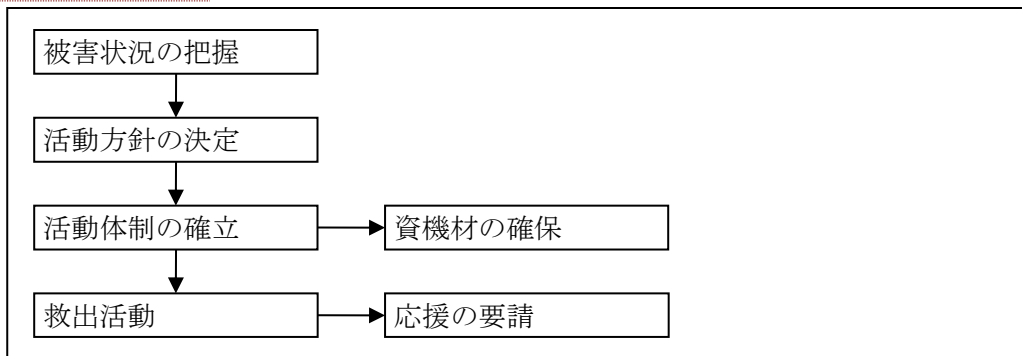 被害状況の把握
活動方針の決定
活動体制の確立
資機材の確保
救出活動
応援の要請